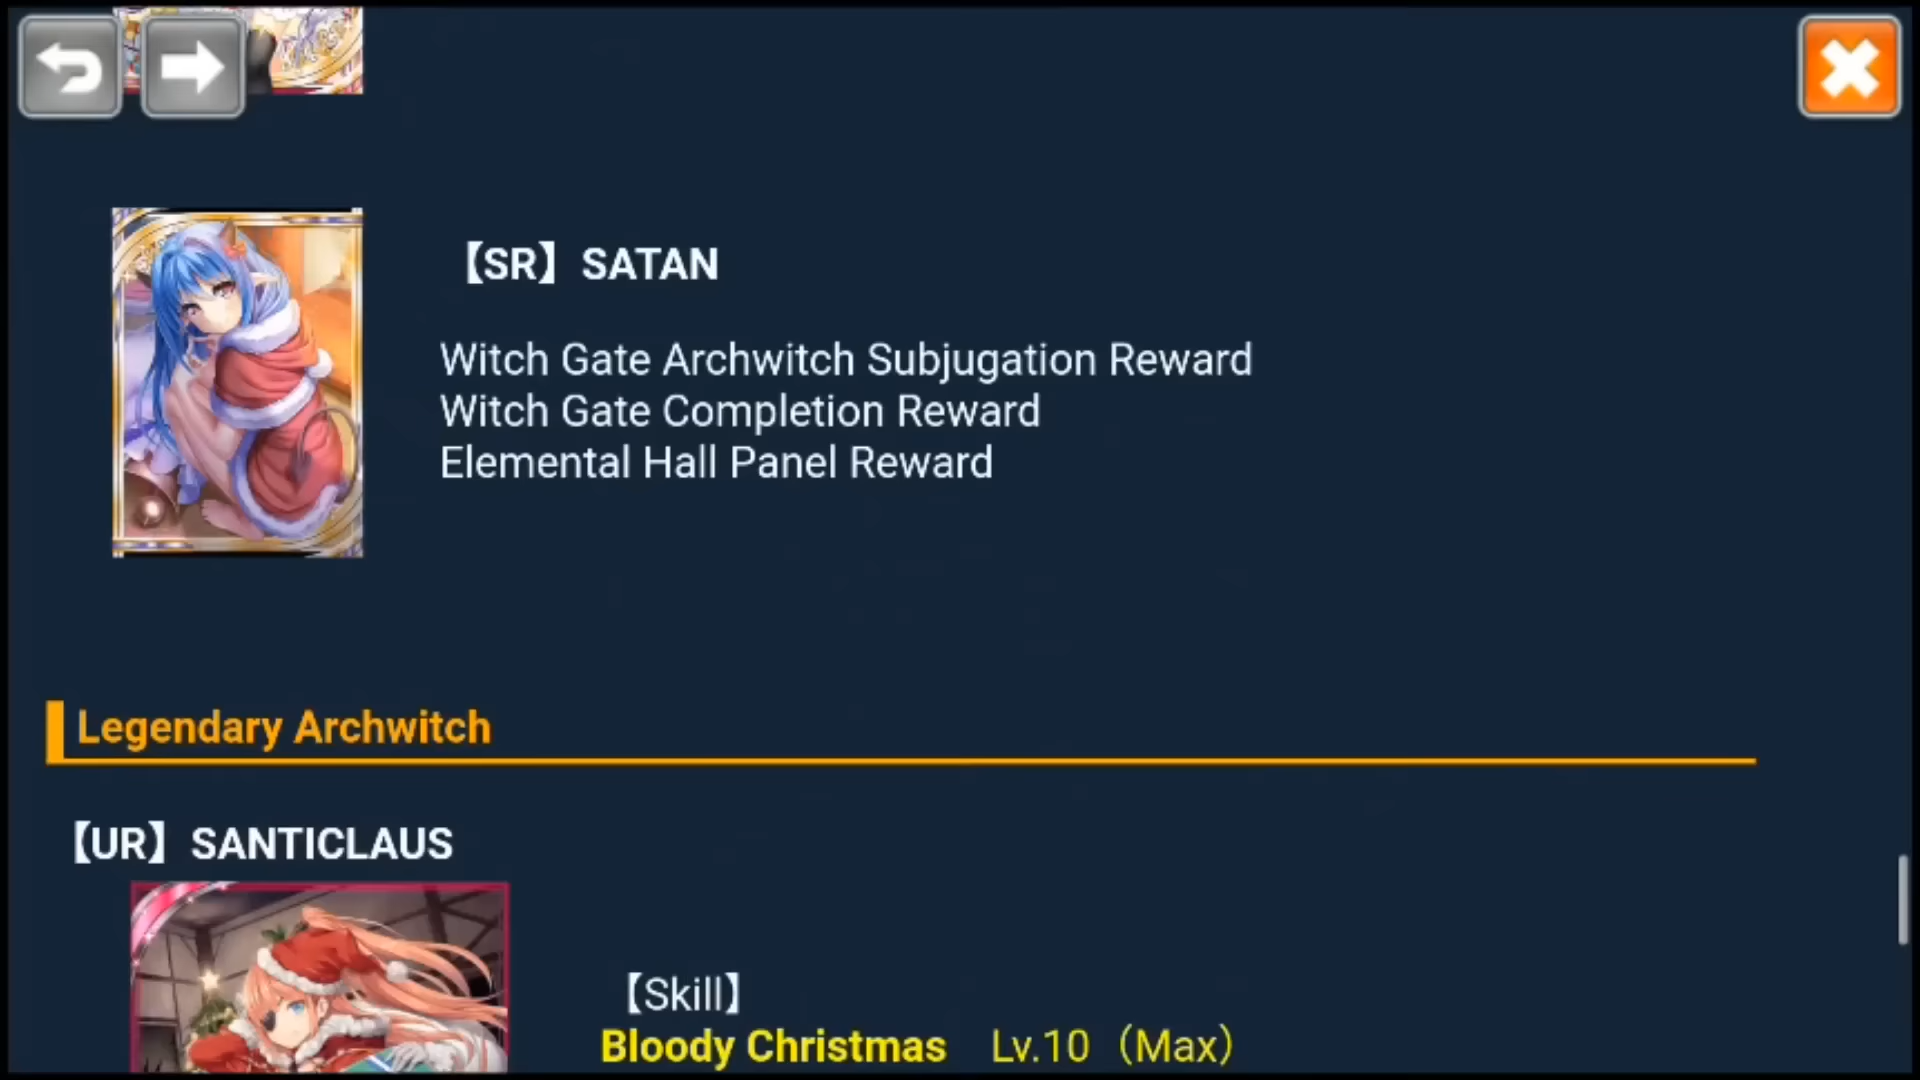 【SR】 SATAN
Witch Gate Archwitch Subjugation Reward
Witch Gate Completion Reward
Elemental Hall Panel Reward
Legendary Archwitch
【UR】 SANTICLAUS
【Skill】
Bloody Christmas Lv.10（Max）